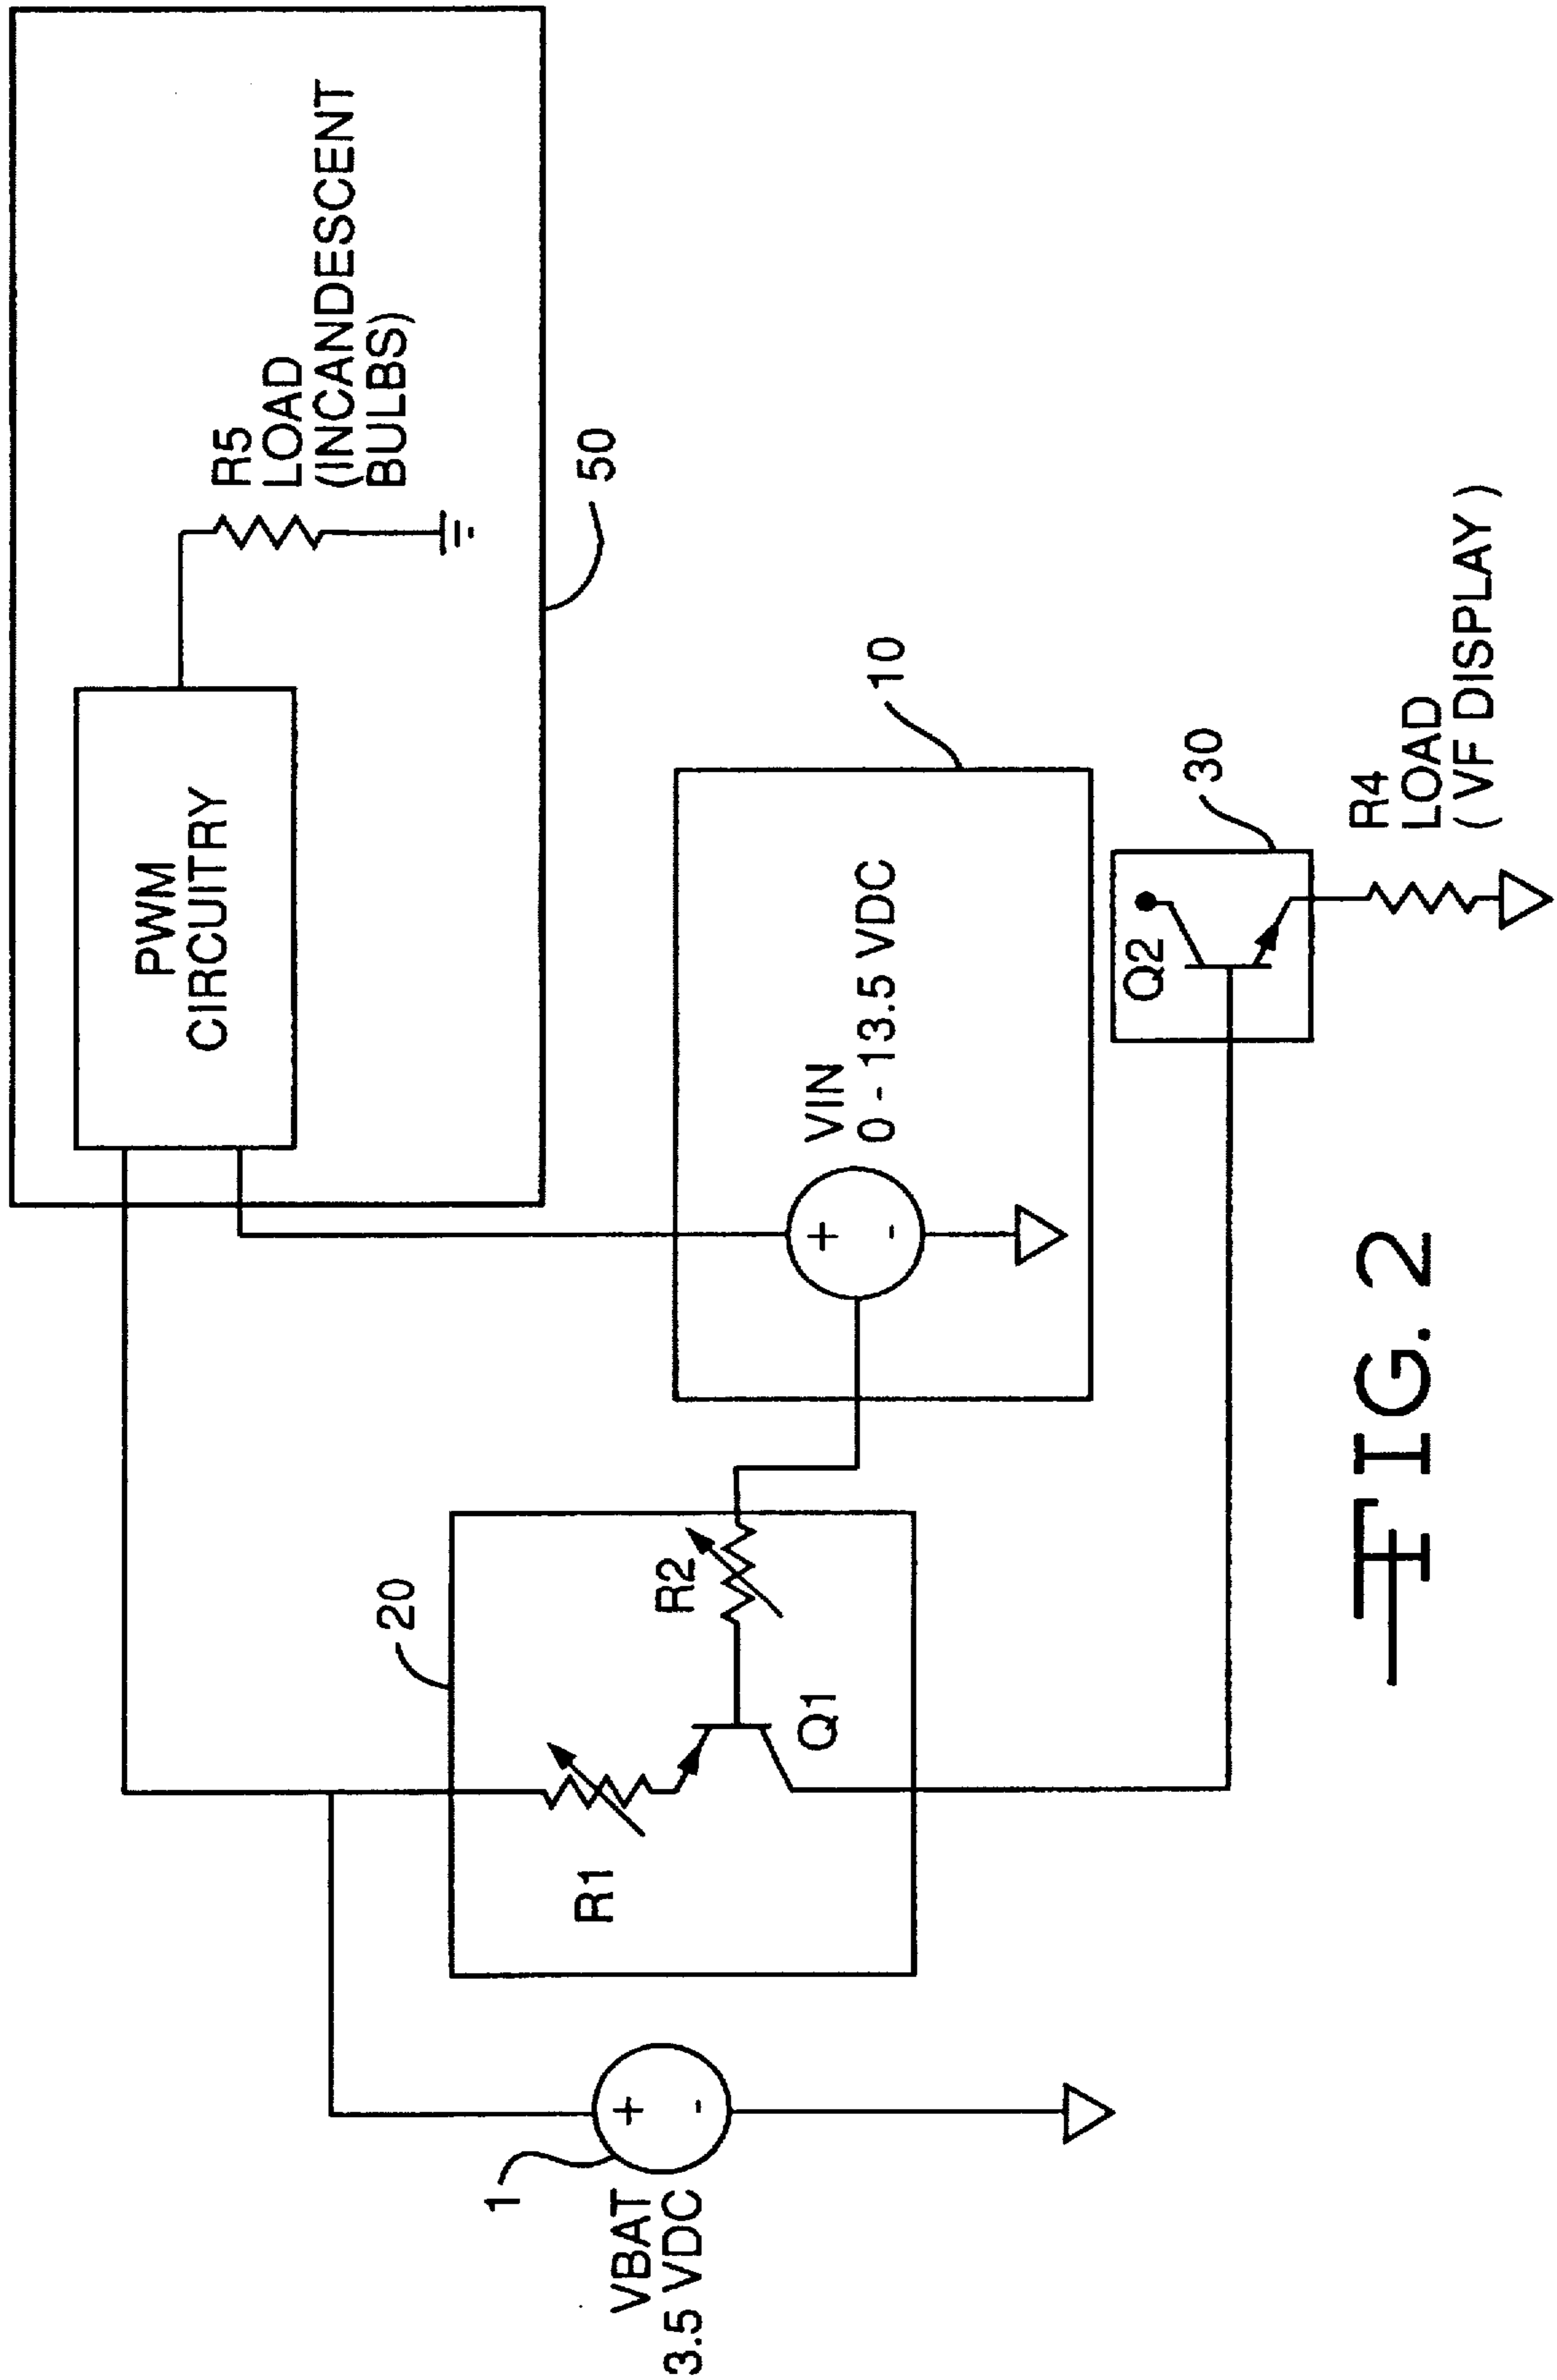 PWM
CIRCUITRY
R5
LOAD
(INCANDESCENT
BULBS)
50
20
R1
R2
Q1
1
VBAT
3.5 VDC
+
-
VIN
0 - 13.5 VDC
+
-
10
30
Q2
R4
LOAD
( VF DISPLAY )
FIG. 2